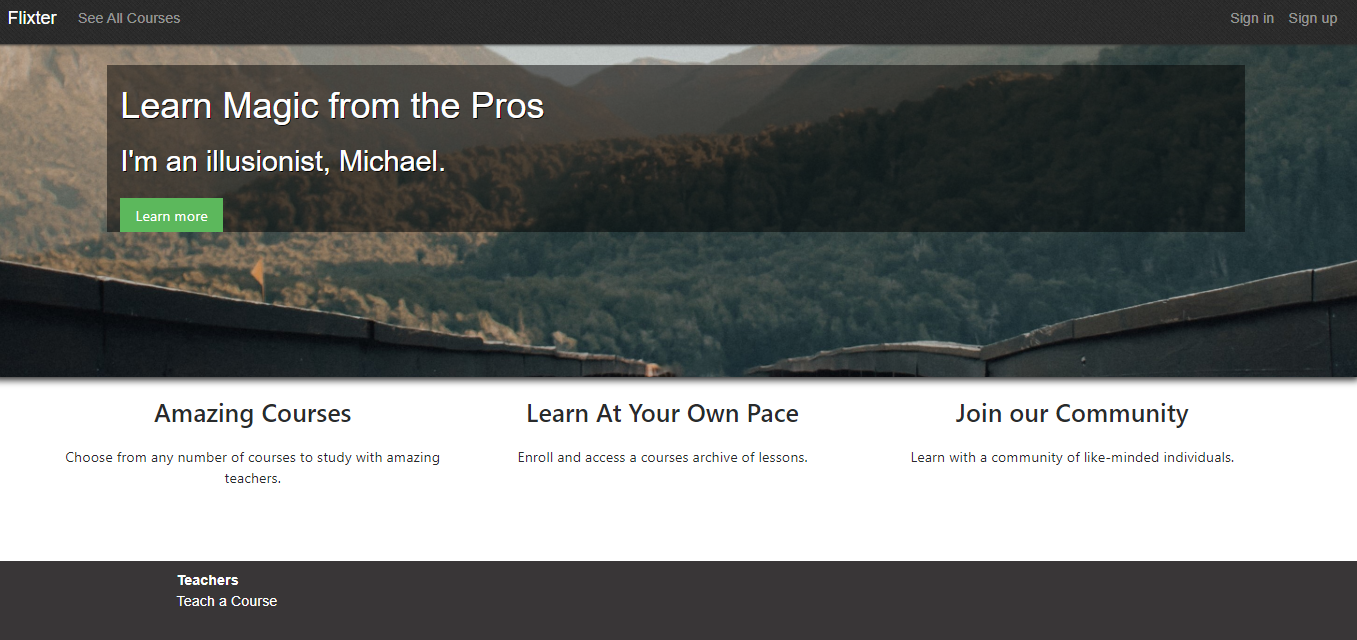 Flixter See All Courses Sign in Sign up
Learn Magic from the Pros
I'm an illusionist, Michael.
Learn more
Amazing Courses
Choose from any number of courses to study with amazing
teachers.
Learn At Your Own Pace
Enroll and access a courses archive of lessons.
Join our Community
Learn with a community of like-minded individuals.
Teachers
Teach a Course